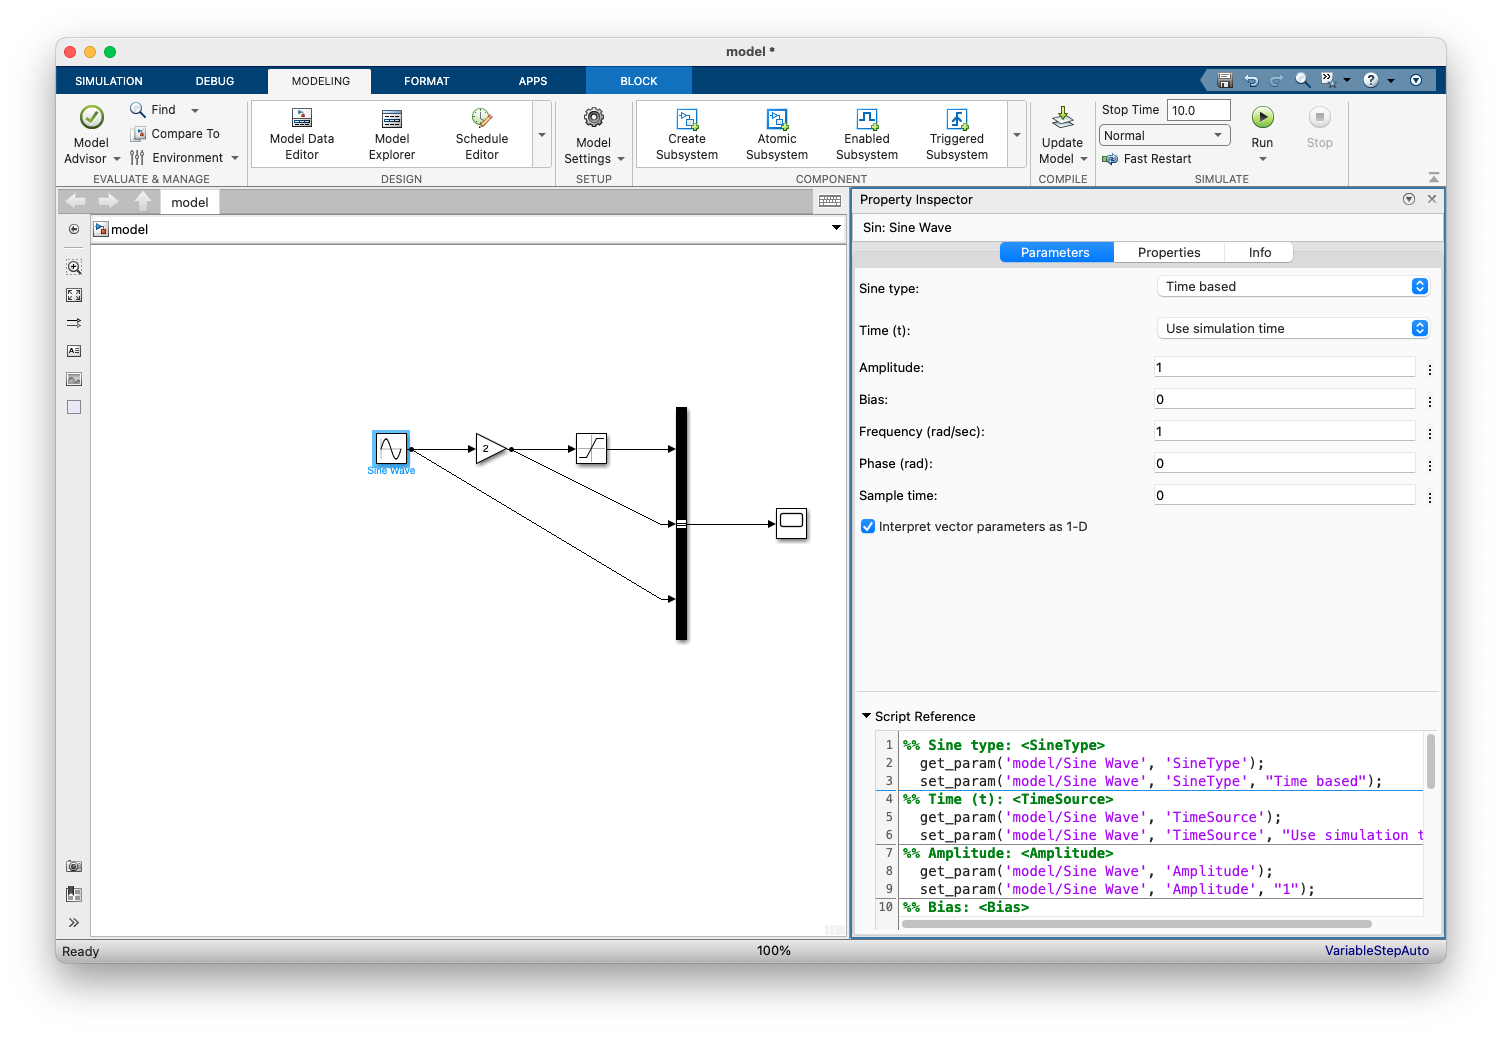 model *
SIMULATION DEBUG MODELING FORMAT APPS BLOCK
Find
Compare To
Environment
Model
Advisor
EVALUATE & MANAGE
Model Data
Editor
Model
Explorer
Schedule
Editor
DESIGN
Model
Settings
SETUP
Create
Subsystem
Atomic
Subsystem
Enabled
Subsystem
Triggered
Subsystem
COMPONENT
Update
Model
COMPILE
Stop Time 10.0
Normal
Fast Restart
Run
Stop
SIMULATE
model
model
2
Sine Wave
Property Inspector
Sin: Sine Wave
Parameters Properties Info
Sine type: Time based
Time (t): Use simulation time
Amplitude: 1
Bias: 0
Frequency (rad/sec): 1
Phase (rad): 0
Sample time: 0
Interpret vector parameters as 1-D
Script Reference
1 %% Sine type: <SineType>
2 get_param('model/Sine Wave', 'SineType');
3 set_param('model/Sine Wave', 'SineType', "Time based");
4 %% Time (t): <TimeSource>
5 get_param('model/Sine Wave', 'TimeSource');
6 set_param('model/Sine Wave', 'TimeSource', "Use simulation t
7 %% Amplitude: <Amplitude>
8 get_param('model/Sine Wave', 'Amplitude');
9 set_param('model/Sine Wave', 'Amplitude', "1");
10 %% Bias: <Bias>
Ready 100% VariableStepAuto